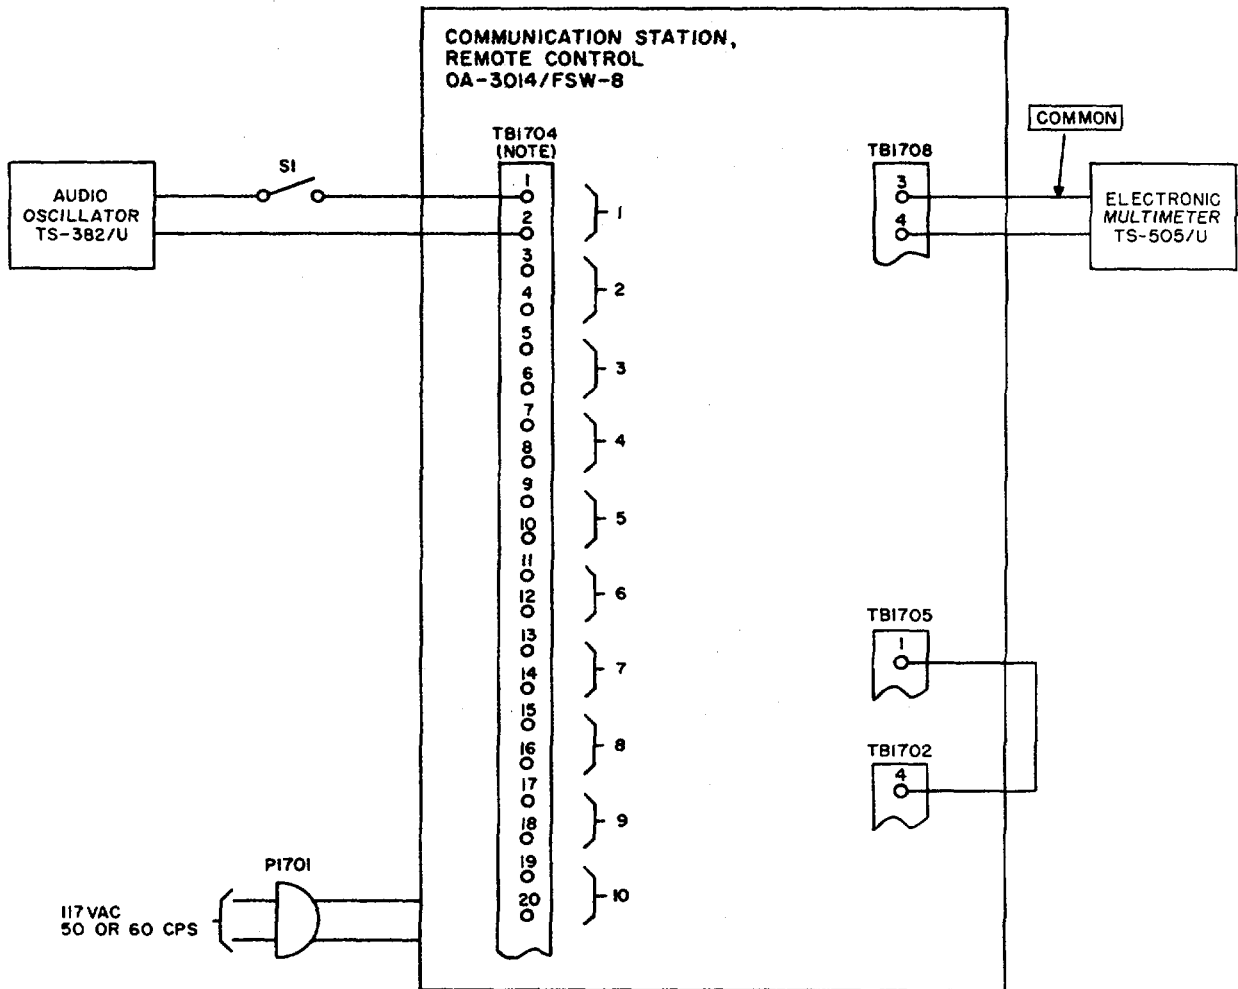 COMMUNICATION STATION,
REMOTE CONTROL
OA-3014/FSW-8
TB1704
(NOTE)
1
2
3
4
5
6
7
8
9
10
11
12
13
14
15
16
17
18
19
20
1
2
3
4
5
6
7
8
9
10
AUDIO
OSCILLATOR
TS-382/U
S1
TB1708
3
4
COMMON
ELECTRONIC
MULTIMETER
TS-505/U
TB1705
1
TB1702
4
P1701
117 VAC
50 OR 60 CPS